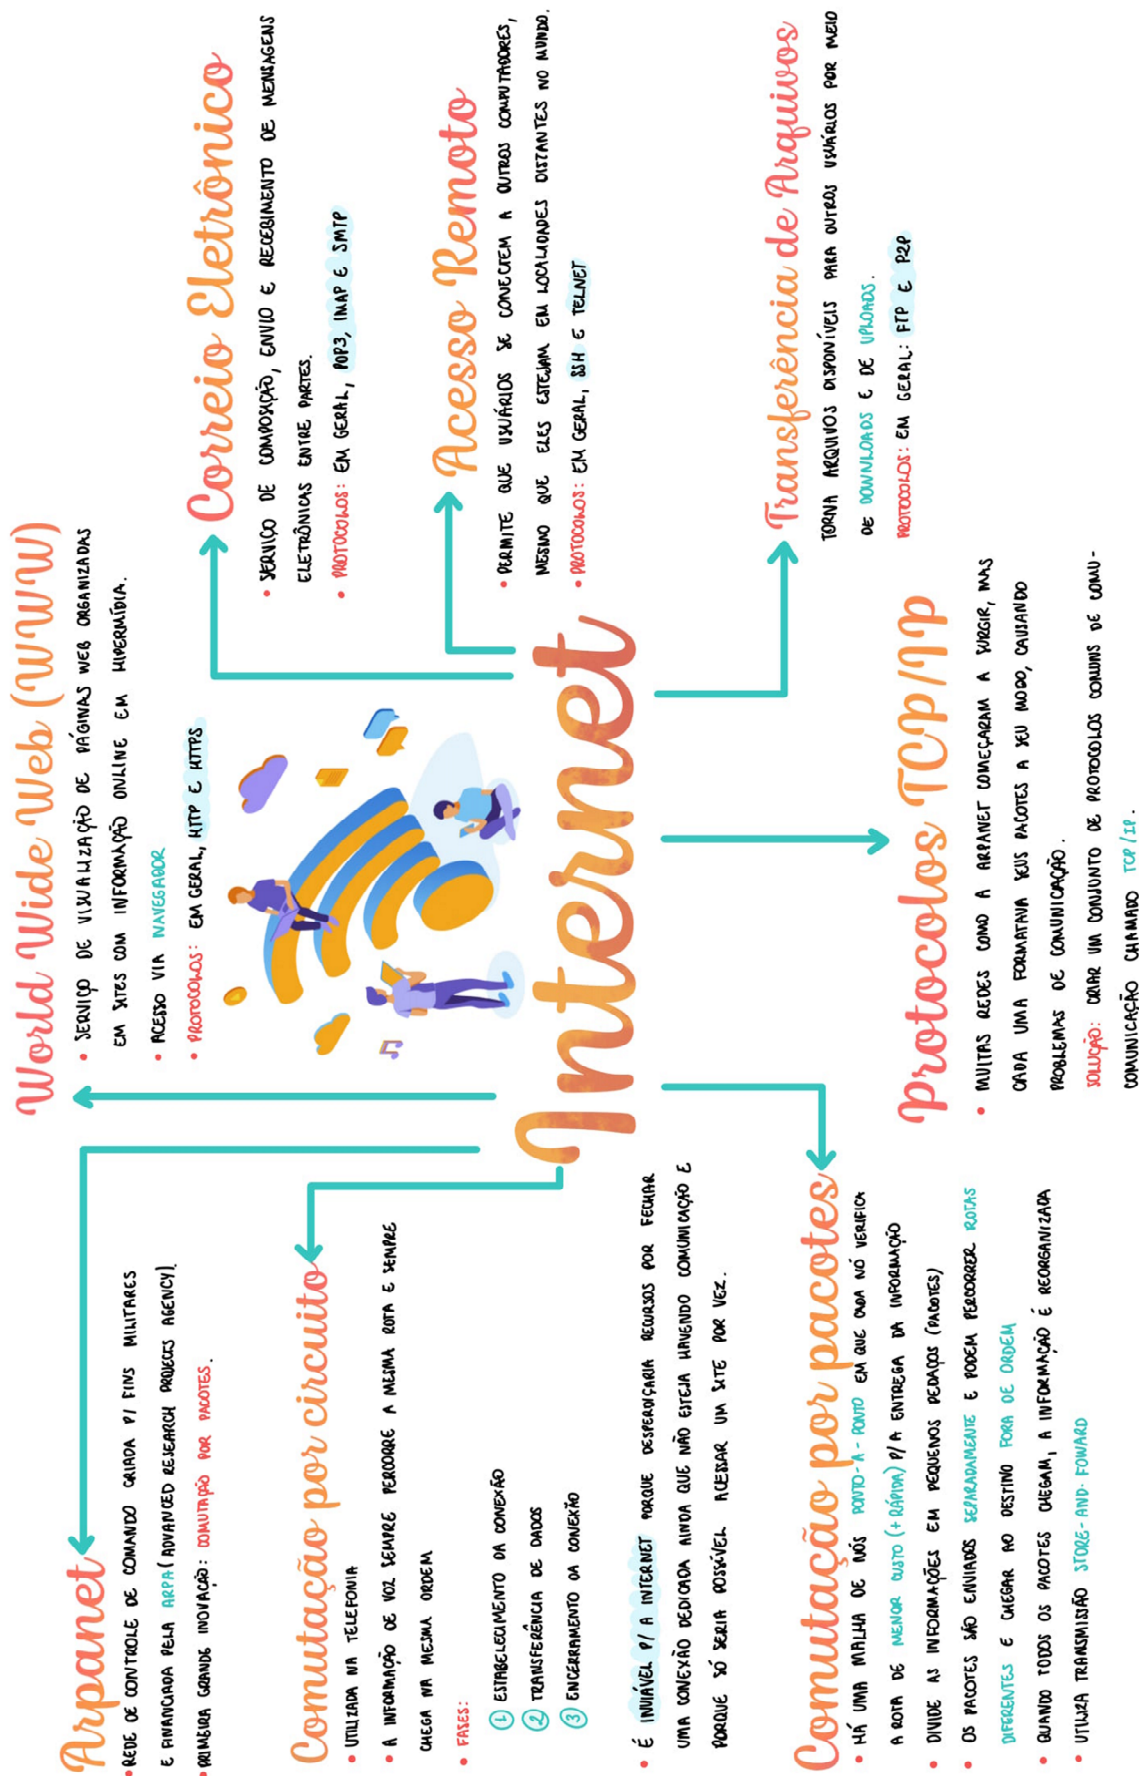 Arpanet
• REDE DE CONTROLE DE COMANDO CRIADA P/ FINS MILITARES
E FINANCIADA PELA ARPA (ADVANCED RESEARCH PROJECTS AGENCY).
• PRIMEIRA GRANDE INOVAÇÃO: COMUTAÇÃO POR PACOTES.
Comutação por circuito
• UTILIZADA NA TELEFONIA
• A INFORMAÇÃO DE VOZ SEMPRE PERCORRE A MESMA ROTA E SEMPRE
CHEGA NA MESMA ORDEM
• FASES:
1 ESTABELECIMENTO DA CONEXÃO
2 TRANSFERÊNCIA DE DADOS
3 ENCERRAMENTO DA CONEXÃO
• É INVIÁVEL P/ A INTERNET PORQUE DESPERDIÇARIA RECURSOS POR FECHAR
UMA CONEXÃO DEDICADA AINDA QUE NÃO ESTEJA HAVENDO COMUNICAÇÃO E
PORQUE SÓ SERIA POSSÍVEL ACESSAR UM SITE POR VEZ.
Comutação por pacotes
• HÁ UMA MALHA DE NÓS PONTO-A-PONTO EM QUE CADA NÓ VERIFICA
A ROTA DE MENOR CUSTO (+ RÁPIDA) P/ A ENTREGA DA INFORMAÇÃO
• DIVIDE AS INFORMAÇÕES EM PEQUENOS PEDAÇOS (PACOTES)
• OS PACOTES SÃO ENVIADOS SEPARADAMENTE E PODEM PERCORRER ROTAS
DIFERENTES E CHEGAR AO DESTINO FORA DE ORDEM
• QUANDO TODOS OS PACOTES CHEGAM, A INFORMAÇÃO É REORGANIZADA
• UTILIZA TRANSMISSÃO STORE-AND-FOWARD
World Wide Web (WWW)
• SERVIÇO DE VISUALIZAÇÃO DE PÁGINAS WEB ORGANIZADAS
EM SITES COM INFORMAÇÃO ONLINE EM HIPERMÍDIA.
• ACESSO VIA NAVEGADOR
• PROTOCOLOS: EM GERAL, HTTP E HTTPS
Internet
Protocolos TCP/IP
• MUITAS REDES COMO A ARPANET COMEÇARAM A SURGIR, MAS
CADA UMA FORMATAVA SEUS PACOTES A SEU MODO, CAUSANDO
PROBLEMAS DE COMUNICAÇÃO.
SOLUÇÃO: CRIAR UM CONJUNTO DE PROTOCOLOS COMUNS DE COMU-
COMUNICAÇÃO CHAMADO TCP/IP.
Correio Eletrônico
• SERVIÇO DE COMPOSIÇÃO, ENVIO E RECEBIMENTO DE MENSAGENS
ELETRÔNICAS ENTRE PARTES.
• PROTOCOLOS: EM GERAL, POP3, IMAP E SMTP
Acesso Remoto
• PERMITE QUE USUÁRIOS SE CONECTEM A OUTROS COMPUTADORES,
MESMO QUE ELES ESTEJAM EM LOCALIDADES DISTANTES NO MUNDO.
• PROTOCOLOS: EM GERAL, SSH E TELNET
Transferência de Arquivos
TORNA ARQUIVOS DISPONÍVEIS PARA OUTROS USUÁRIOS POR MEIO
DE DOWNLOADS E DE UPLOADS.
PROTOCOLOS: EM GERAL: FTP E P2P